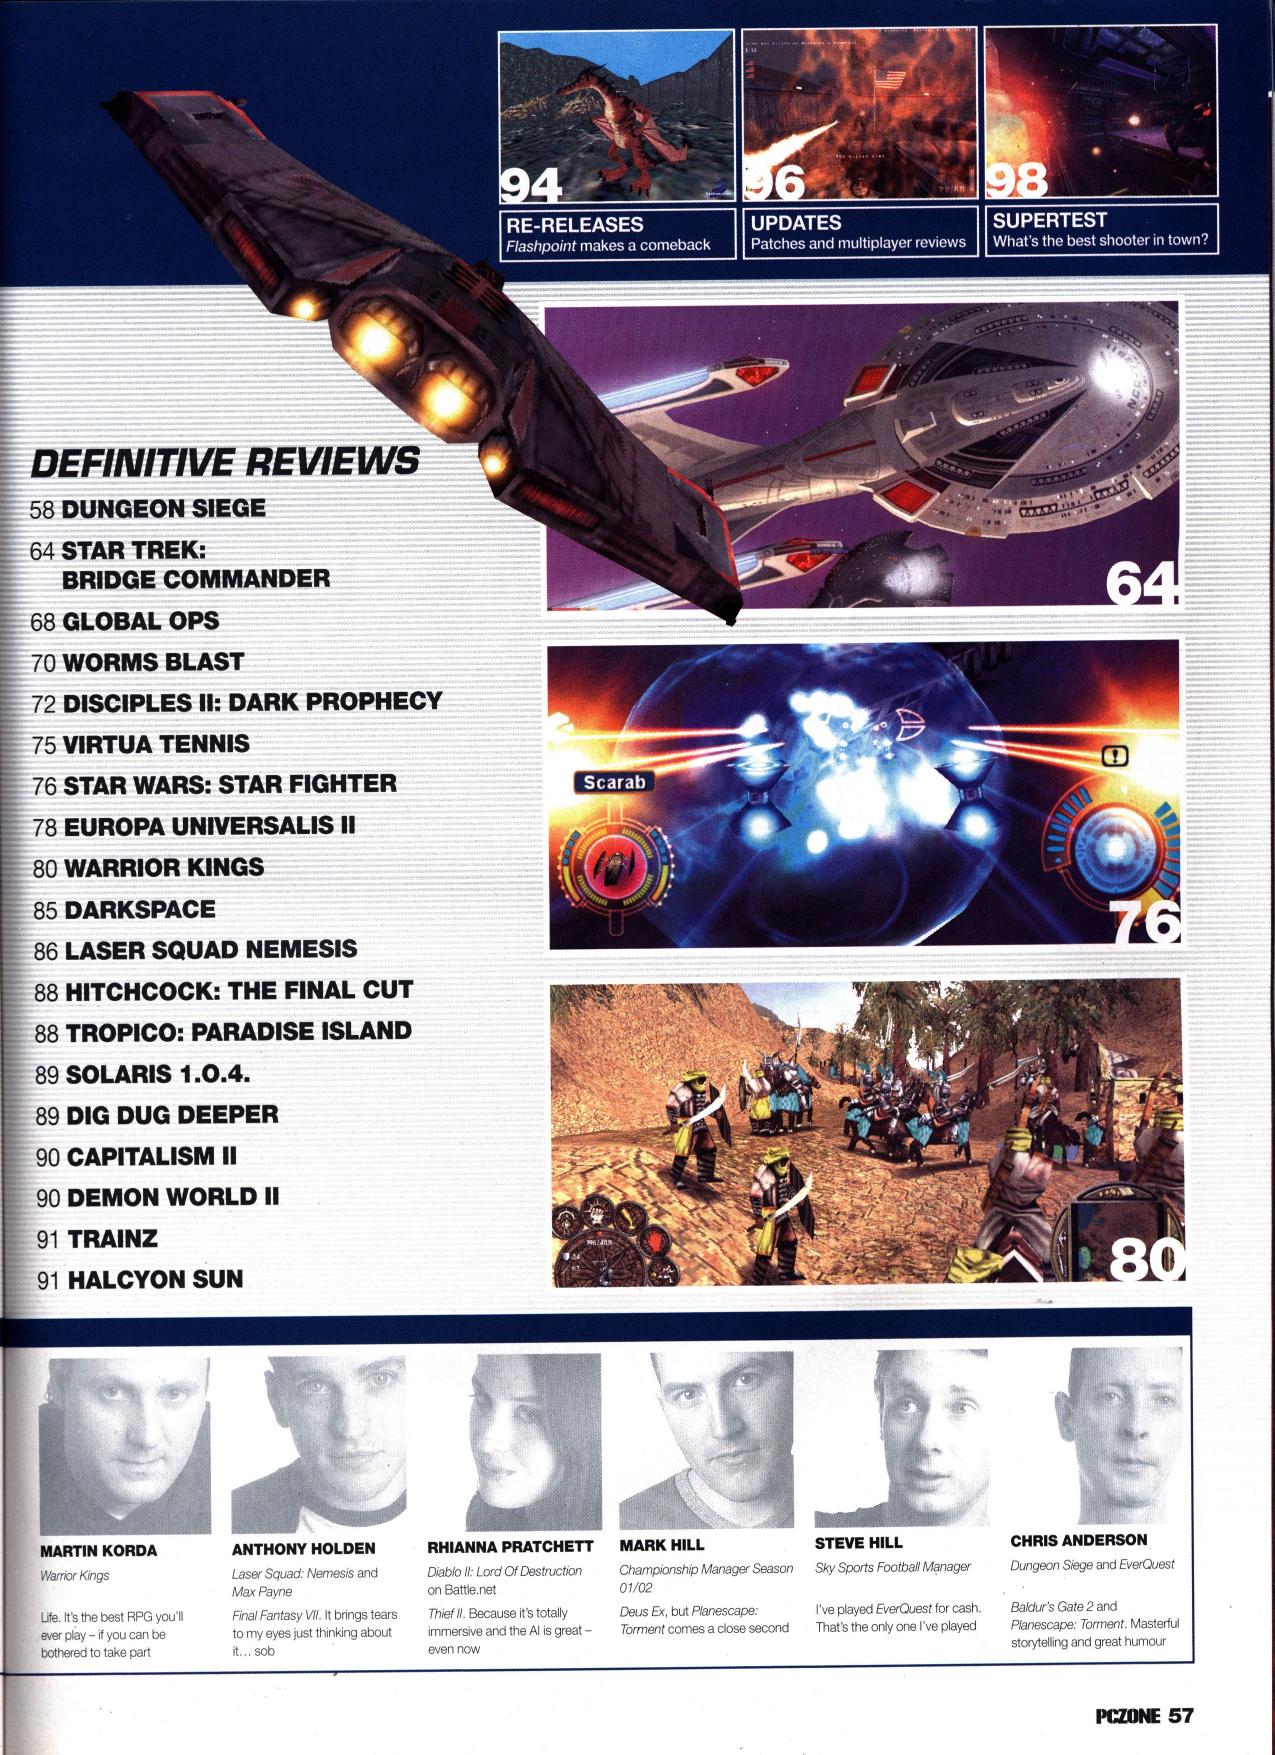 94
RE-RELEASES
Flashpoint makes a comeback
96
UPDATES
Patches and multiplayer reviews
98
SUPERTEST
What's the best shooter in town?
DEFINITIVE REVIEWS
58 DUNGEON SIEGE
64 STAR TREK:
BRIDGE COMMANDER
68 GLOBAL OPS
70 WORMS BLAST
72 DISCIPLES II: DARK PROPHECY
75 VIRTUA TENNIS
76 STAR WARS: STAR FIGHTER
78 EUROPA UNIVERSALIS II
80 WARRIOR KINGS
85 DARKSPACE
86 LASER SQUAD NEMESIS
88 HITCHCOCK: THE FINAL CUT
88 TROPICO: PARADISE ISLAND
89 SOLARIS 1.O.4.
89 DIG DUG DEEPER
90 CAPITALISM II
90 DEMON WORLD II
91 TRAINZ
91 HALCYON SUN
64
Scarab
76
80
MARTIN KORDA
Warrior Kings
Life. It's the best RPG you'll
ever play – if you can be
bothered to take part
ANTHONY HOLDEN
Laser Squad: Nemesis and
Max Payne
Final Fantasy VII. It brings tears
to my eyes just thinking about
it... sob
RHIANNA PRATCHETT
Diablo II: Lord Of Destruction
on Battle.net
Thief II. Because it's totally
immersive and the AI is great –
even now
MARK HILL
Championship Manager Season
01/02
Deus Ex, but Planescape:
Torment comes a close second
STEVE HILL
Sky Sports Football Manager
I've played EverQuest for cash.
That's the only one I've played
CHRIS ANDERSON
Dungeon Siege and EverQuest
Baldur's Gate 2 and
Planescape: Torment. Masterful
storytelling and great humour
PCZONE 57